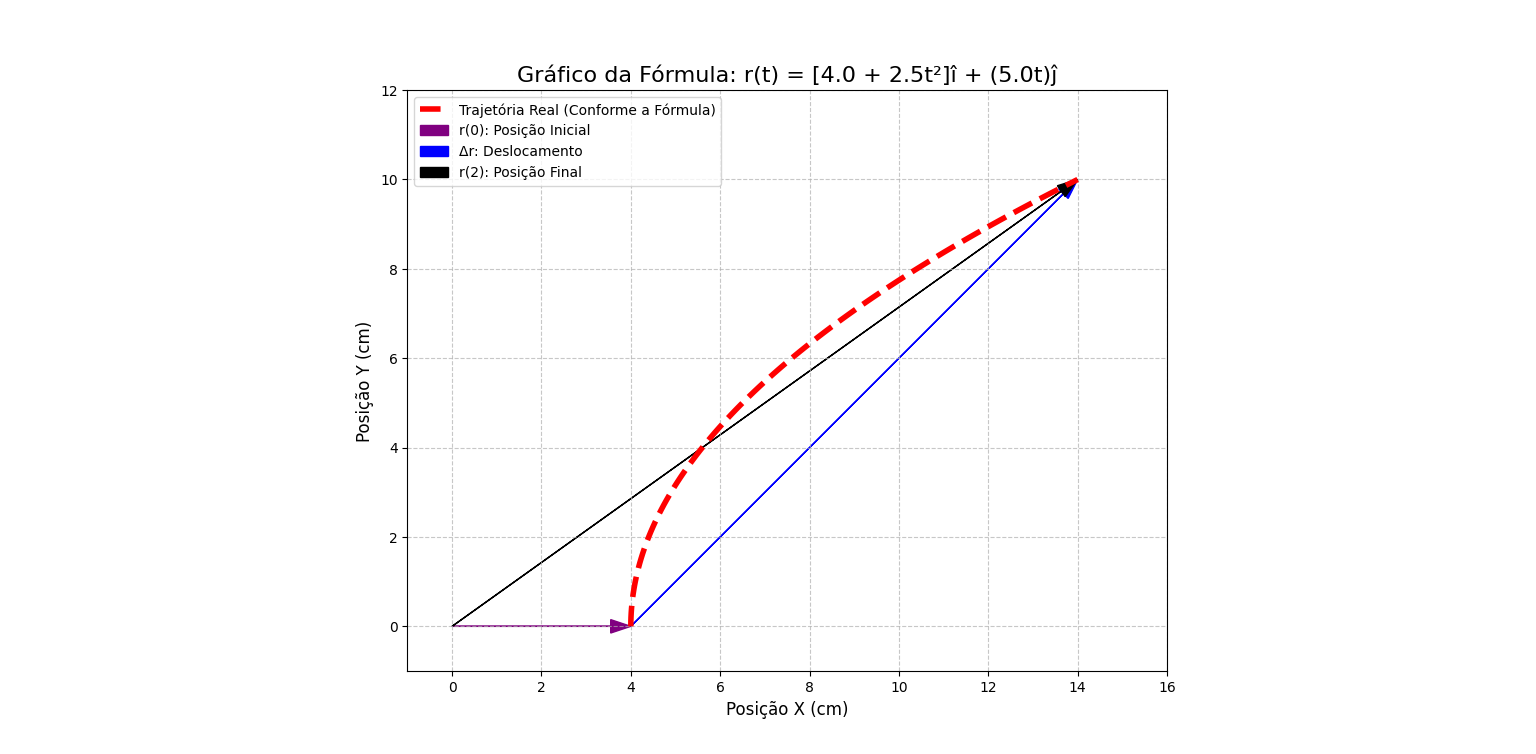 Gráfico da Fórmula: r(t) = [4.0 + 2.5t²]î + (5.0t)ĵ
Trajetória Real (Conforme a Fórmula)
r(0): Posição Inicial
Δr: Deslocamento
r(2): Posição Final
12
10
8
6
4
2
0
Posição Y (cm)
0 2 4 6 8 10 12 14 16
Posição X (cm)